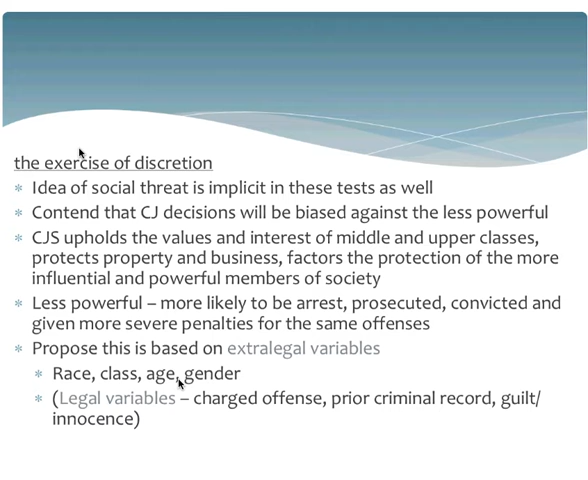 the exercise of discretion
* Idea of social threat is implicit in these tests as well
* Contend that CJ decisions will be biased against the less powerful
* CJS upholds the values and interest of middle and upper classes,
protects property and business, factors the protection of the more
influential and powerful members of society
* Less powerful – more likely to be arrest, prosecuted, convicted and
given more severe penalties for the same offenses
* Propose this is based on extralegal variables
* Race, class, age, gender
* (Legal variables – charged offense, prior criminal record, guilt/
innocence)